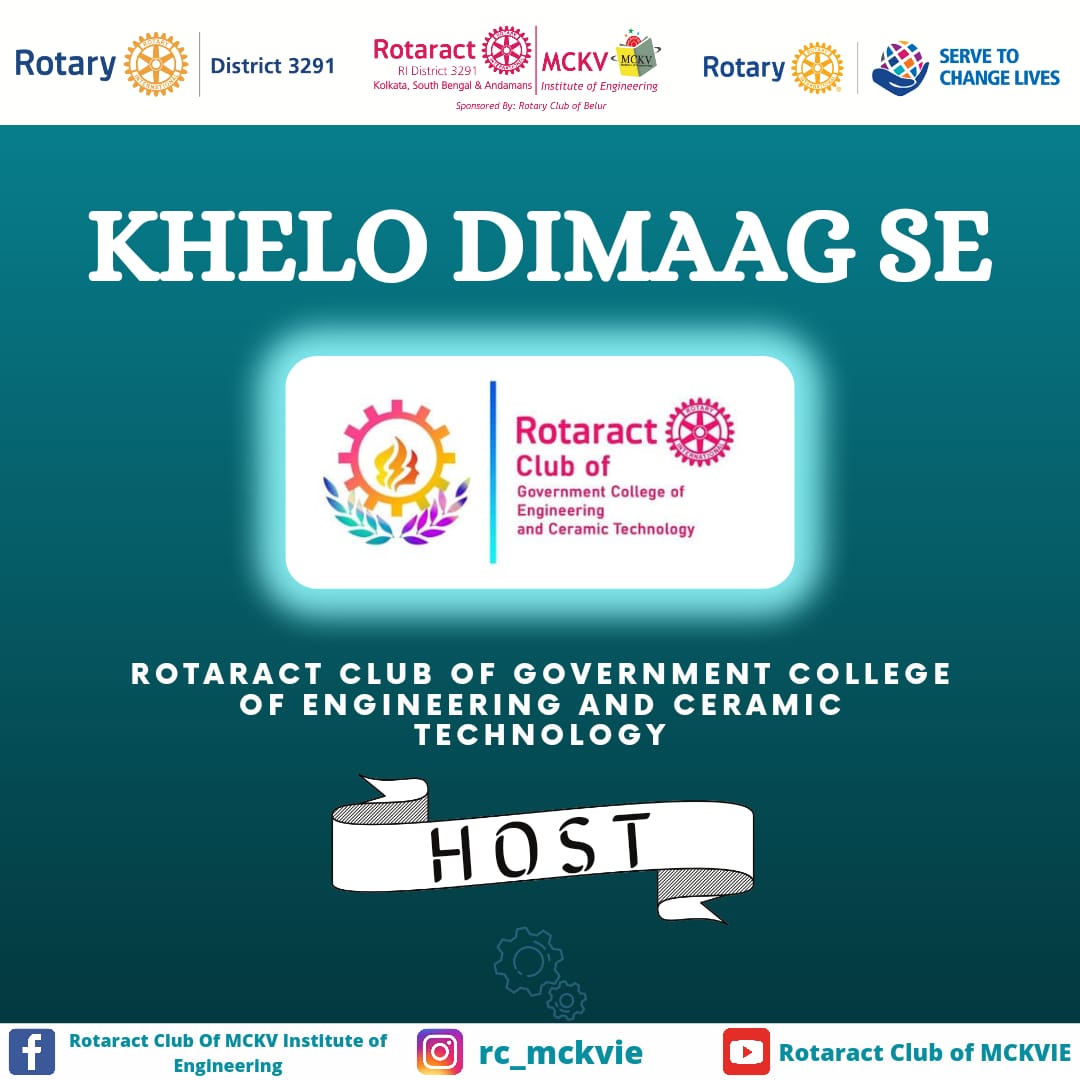 Rotary
District 3291
Rotaract
RI District 3291
Kolkata, South Bengal & Andamans
MCKV
MCKV
Institute of Engineering
Sponsored By: Rotary Club of Belur
Rotary
SERVE TO
CHANGE LIVES
KHELO DIMAAG SE
Rotaract
ROTARY
INTERNATIONAL
Club of
Government College of
Engineering
and Ceramic Technology
ROTARACT CLUB OF GOVERNMENT COLLEGE
OF ENGINEERING AND CERAMIC
TECHNOLOGY
HOST
Rotaract Club Of MCKV Institute of
Engineering
rc_mckvie
Rotaract Club of MCKVIE